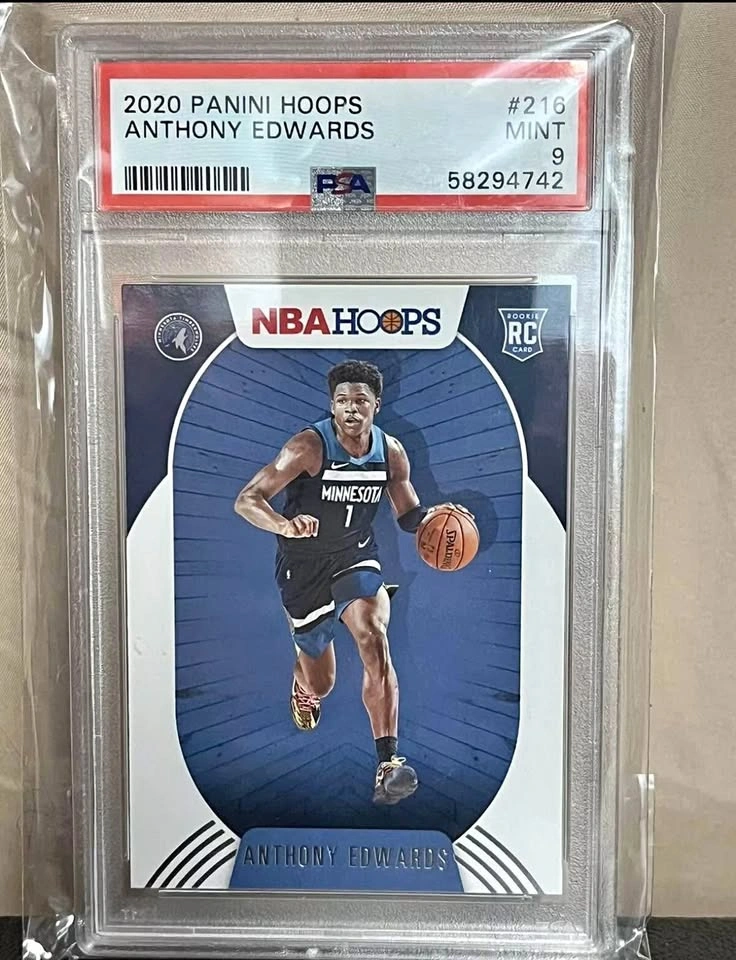 2020 PANINI HOOPS #216
ANTHONY EDWARDS MINT
9
PSA 58294742
NBA HOOPS
ROOKIE
RC
CARD
MINNESOTA
1
SPALDING
ANTHONY EDWARDS